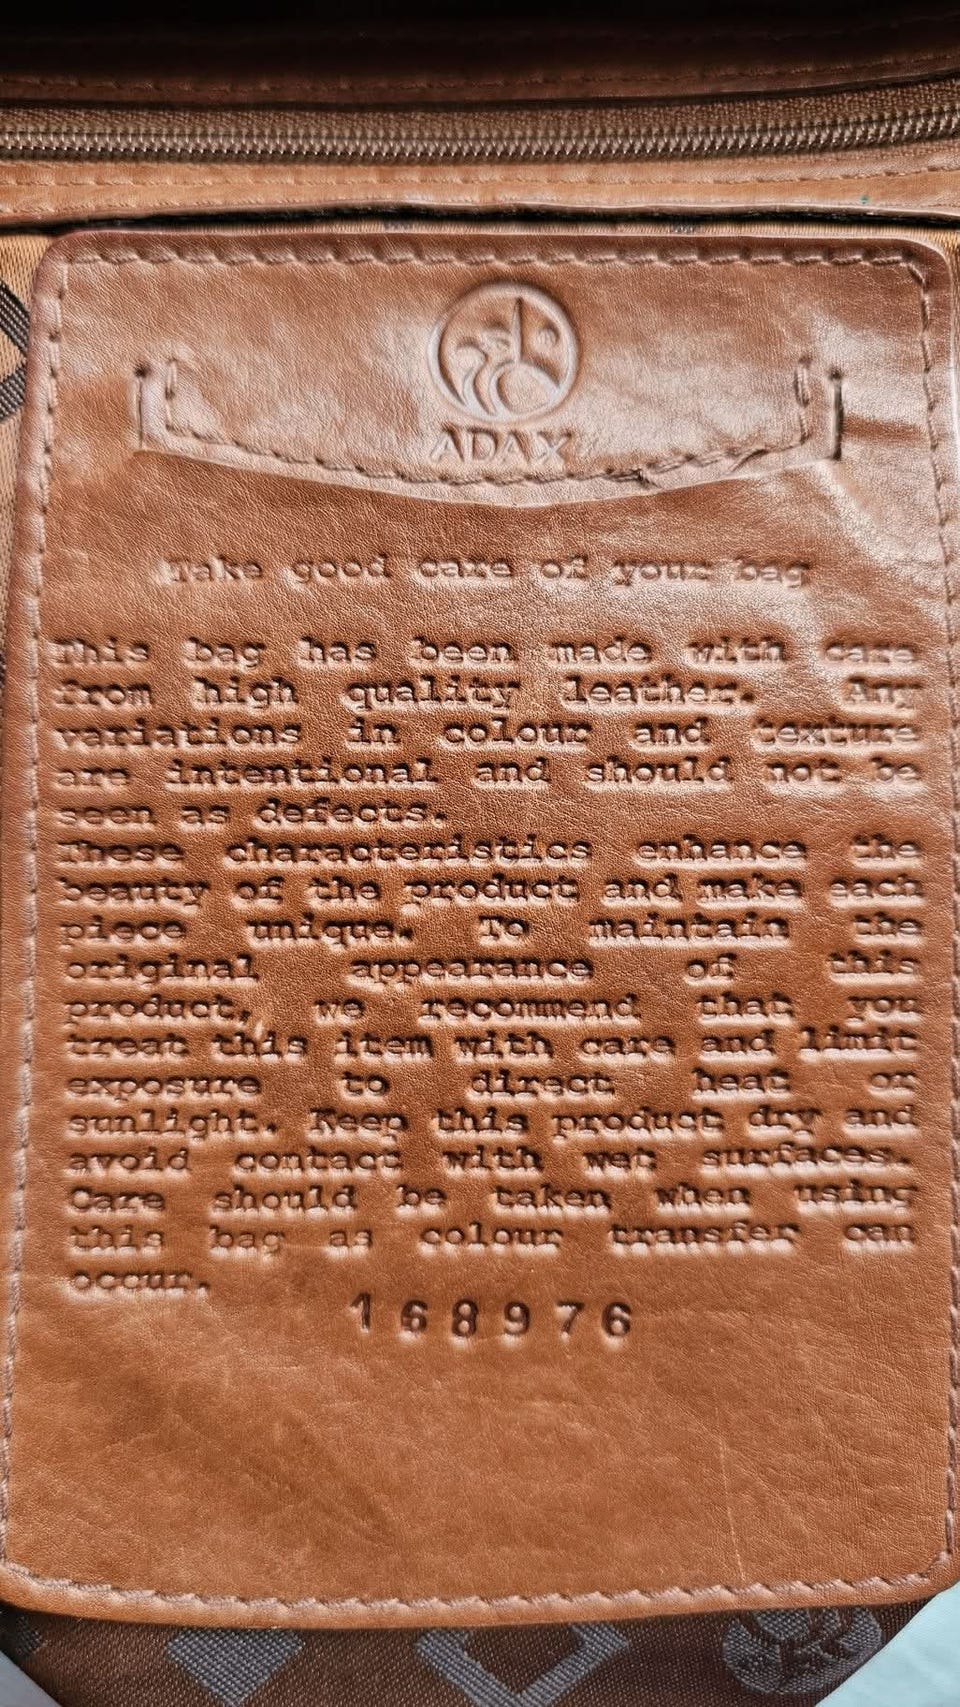 ADAX
Take good care of your bag
This bag has been made with care
from high quality leather. Any
variations in colour and texture
are intentional and should not be
seen as defects.
These characteristics enhance the
beauty of the product and make each
piece unique. To maintain the
original appearance of this
product, we recommend that you
treat this item with care and limit
exposure to direct heat or
sunlight. Keep this product dry and
avoid contact with wet surfaces.
Care should be taken when using
this bag as colour transfer can
occur.
168976